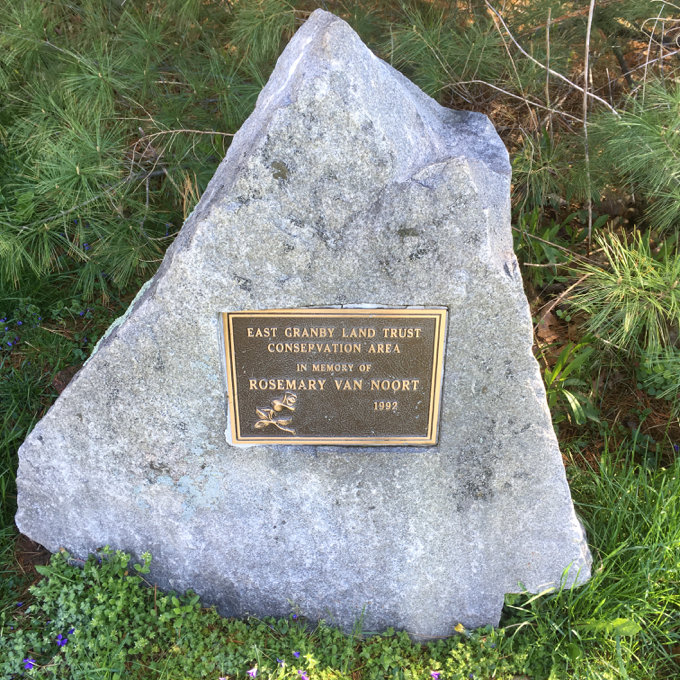 EAST GRANBY LAND TRUST
CONSERVATION AREA
IN MEMORY OF
ROSEMARY VAN NOORT
1992